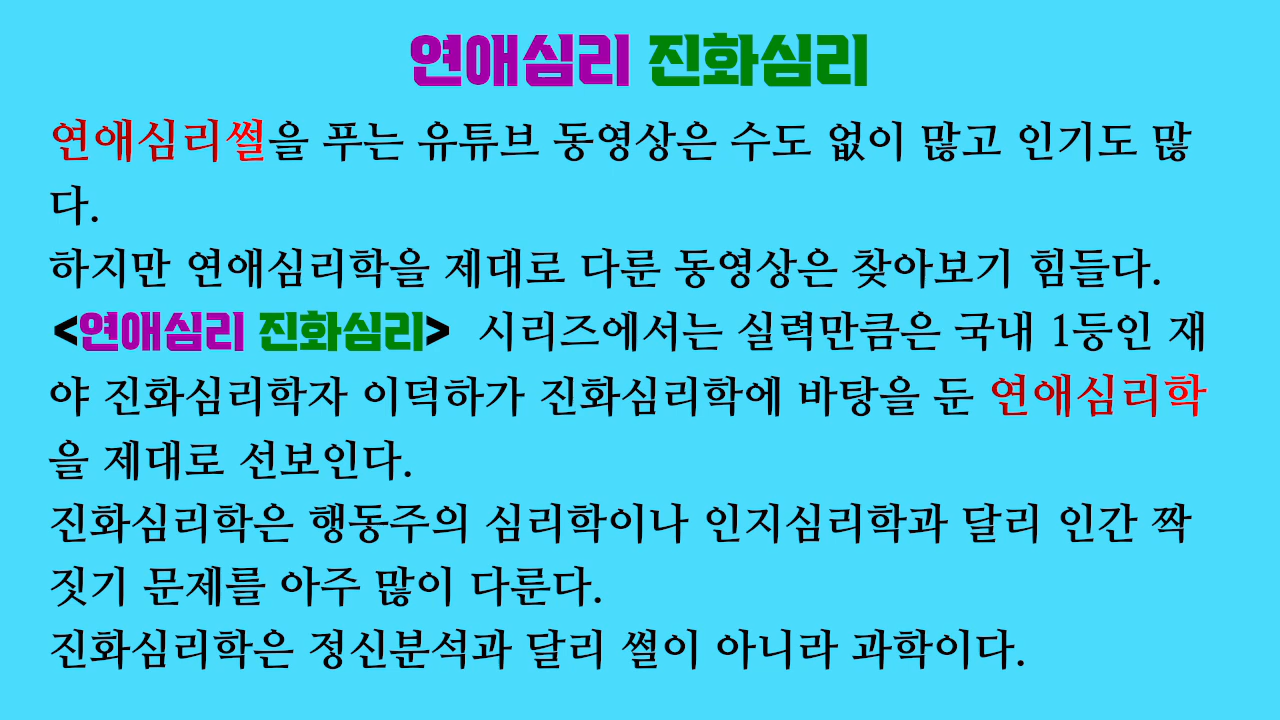 연애심리 진화심리
연애심리썰을 푸는 유튜브 동영상은 수도 없이 많고 인기도 많
다.
하지만 연애심리학을 제대로 다룬 동영상은 찾아보기 힘들다.
<연애심리 진화심리> 시리즈에서는 실력만큼은 국내 1등인 재
야 진화심리학자 이덕하가 진화심리학에 바탕을 둔 연애심리학
을 제대로 선보인다.
진화심리학은 행동주의 심리학이나 인지심리학과 달리 인간 짝
짓기 문제를 아주 많이 다룬다.
진화심리학은 정신분석과 달리 썰이 아니라 과학이다.